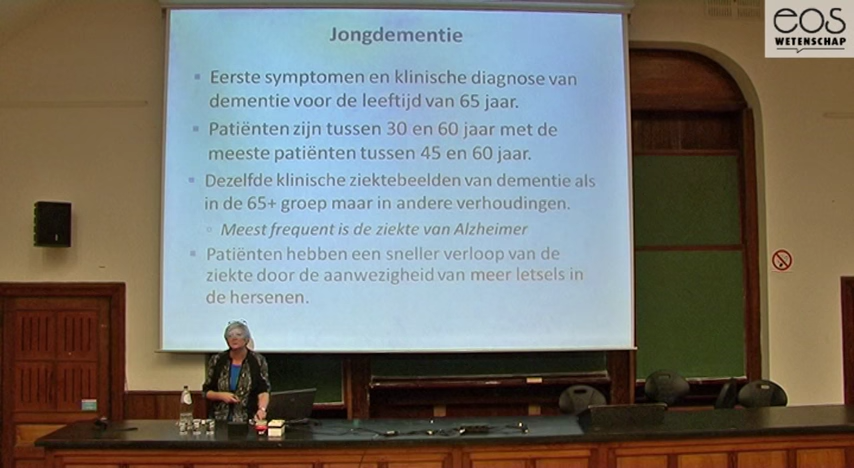 eos
WETENSCHAP
Jongdementie
Eerste symptomen en klinische diagnose van
dementie voor de leeftijd van 65 jaar.
Patiënten zijn tussen 30 en 60 jaar met de
meeste patiënten tussen 45 en 60 jaar.
Dezelfde klinische ziektebeelden van dementie als
in de 65+ groep maar in andere verhoudingen.
Meest frequent is de ziekte van Alzheimer
Patiënten hebben een sneller verloop van de
ziekte door de aanwezigheid van meer letsels in
de hersenen.